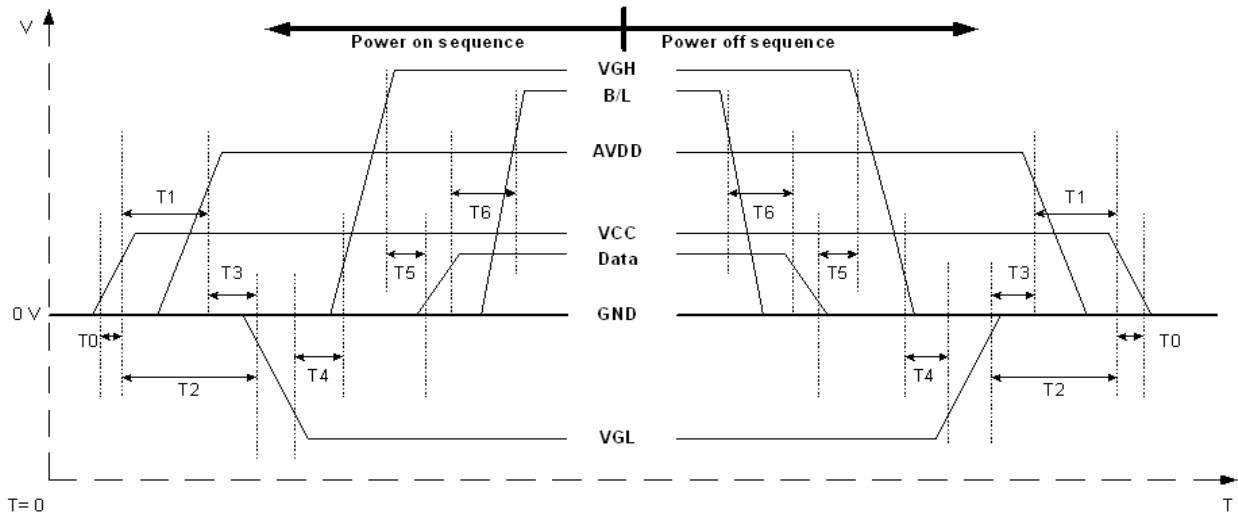 V
Power on sequence
Power off sequence
VGH
B/L
AVDD
T1
T6
T6
T1
VCC
Data
T3
T5
T5
T3
0 V
GND
T0
T0
T4
T4
T2
T2
VGL
T= 0
T